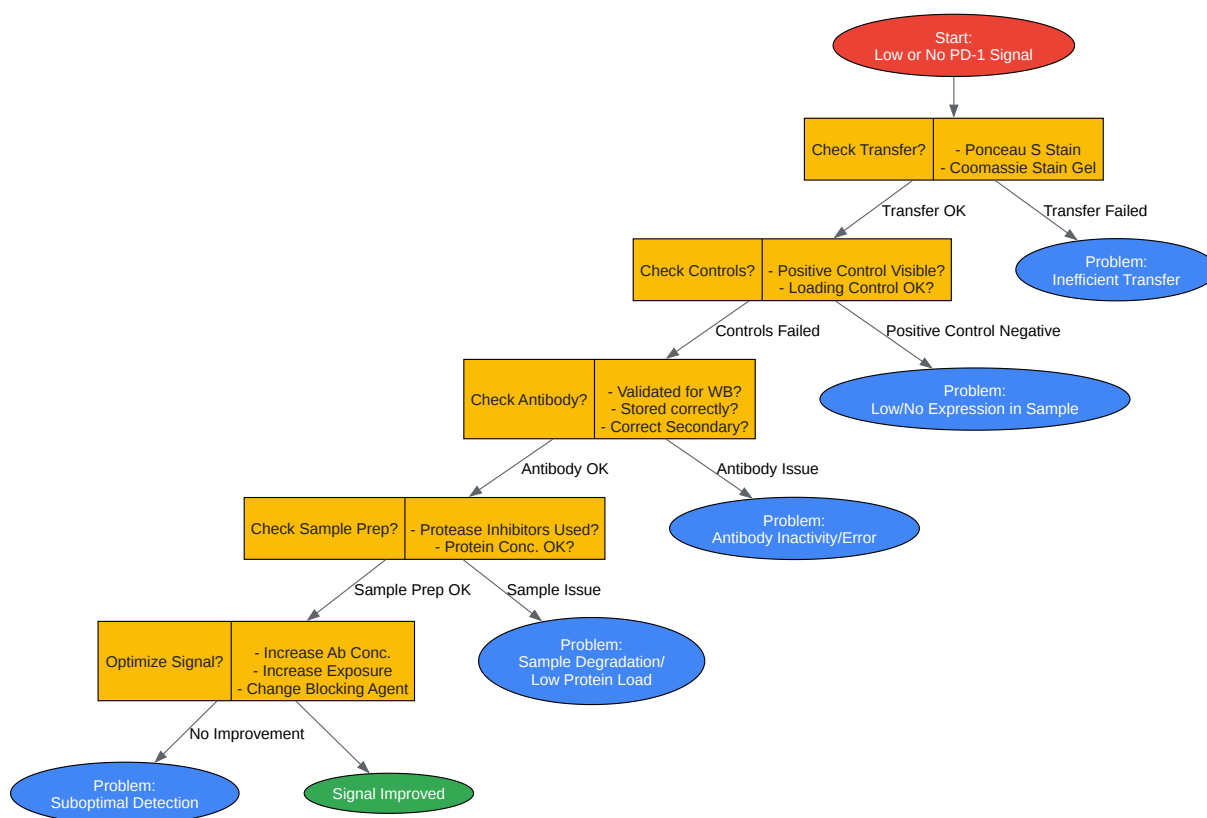 Start:
Low or No PD-1 Signal
Check Transfer?
- Ponceau S Stain
- Coomassie Stain Gel
Transfer OK
Transfer Failed
Check Controls?
- Positive Control Visible?
- Loading Control OK?
Problem:
Inefficient Transfer
Controls Failed
Positive Control Negative
Check Antibody?
- Validated for WB?
- Stored correctly?
- Correct Secondary?
Problem:
Low/No Expression in Sample
Antibody OK
Antibody Issue
Check Sample Prep?
- Protease Inhibitors Used?
- Protein Conc. OK?
Problem:
Antibody Inactivity/Error
Sample Prep OK
Sample Issue
Optimize Signal?
- Increase Ab Conc.
- Increase Exposure
- Change Blocking Agent
Problem:
Sample Degradation/
Low Protein Load
No Improvement
Problem:
Suboptimal Detection
Signal Improved